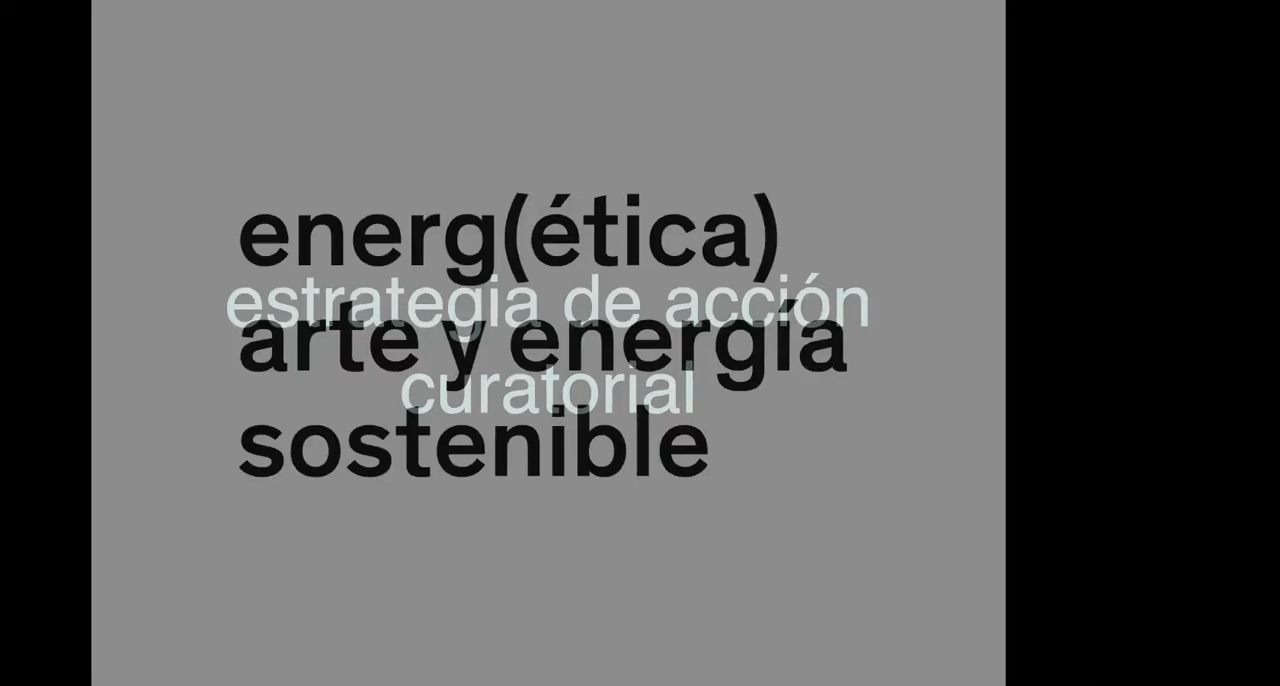 energ(ética)
estrategia de acción
arte y energía
curatorial
sostenible